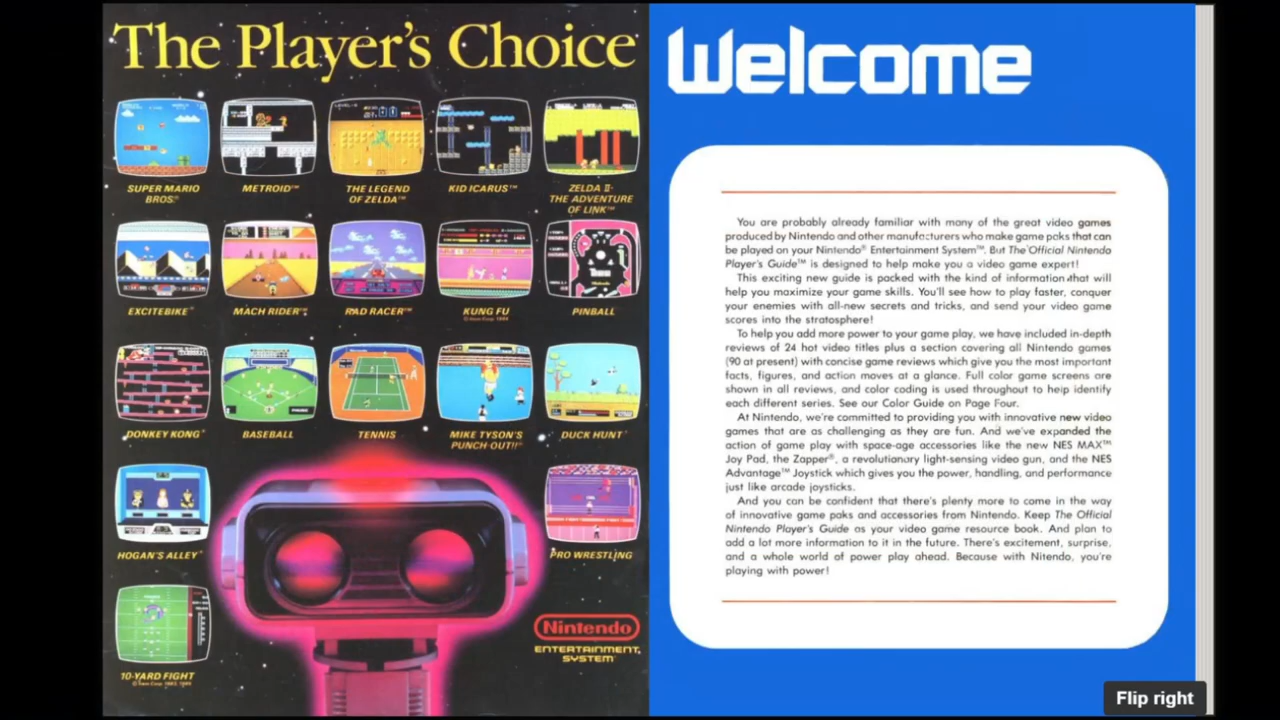 The Player's Choice
SUPER MARIO
BROS.®
METROID™
THE LEGEND
OF ZELDA™
KID ICARUS™
ZELDA II-
THE ADVENTURE
OF LINK™
EXCITEBIKE®
MACH RIDER™
RAD RACER™
KUNG FU
© Irem Corp. 1984
PINBALL
DONKEY KONG®
BASEBALL
TENNIS
MIKE TYSON'S
PUNCH-OUT!!™
DUCK HUNT®
HOGAN'S ALLEY®
PRO WRESTLING
10-YARD FIGHT
Nintendo
ENTERTAINMENT
SYSTEM™
Welcome
You are probably already familiar with many of the great video games
produced by Nintendo and other manufacturers who make game paks that can
be played on your Nintendo® Entertainment System™. But The Official Nintendo
Player's Guide™ is designed to help make you a video game expert!
This exciting new guide is packed with the kind of information that will
help you maximize your game skills. You'll see how to play faster, conquer
your enemies with all-new secrets and tricks, and send your video game
scores into the stratosphere!
To help you add more power to your game play, we have included in-depth
reviews of 24 hot video titles plus a section covering all Nintendo games
(90 at present) with concise game reviews which give you the most important
facts, figures, and action moves at a glance. Full color game screens are
shown in all reviews, and color coding is used throughout to help identify
each different series. See our Color Guide on Page Four.
At Nintendo, we're committed to providing you with innovative new video
games that are as challenging as they are fun. And we've expanded the
action of game play with space-age accessories like the new NES MAX™
Joy Pad, the Zapper®, a revolutionary light-sensing video gun, and the NES
Advantage™ Joystick which gives you the power, handling, and performance
just like arcade joysticks.
And you can be confident that there's plenty more to come in the way
of innovative game paks and accessories from Nintendo. Keep The Official
Nintendo Player's Guide as your video game resource book. And plan to
add a lot more information to it in the future. There's excitement, surprise,
and a whole world of power play ahead. Because with Nitendo, you're
playing with power!
Flip right